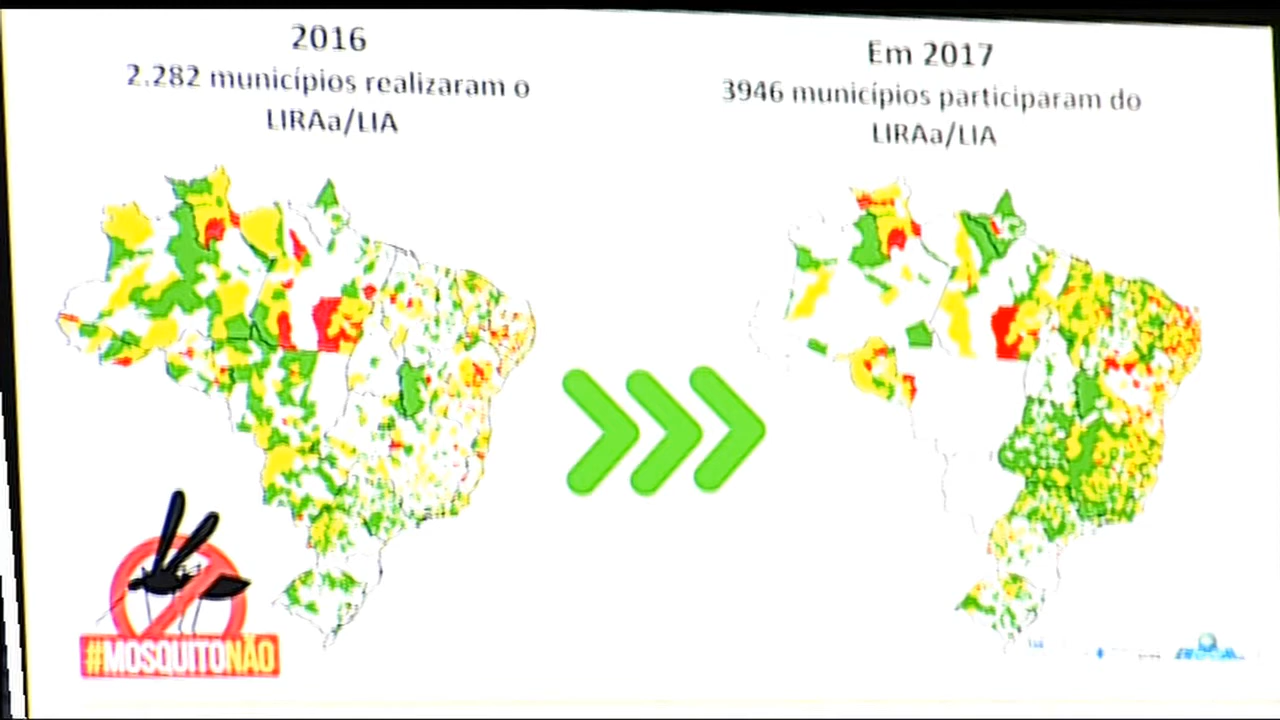 2016
2.282 municípios realizaram o
LIRAa/LIA
Em 2017
3946 municípios participaram do
LIRAa/LIA
#MOSQUITONÃO